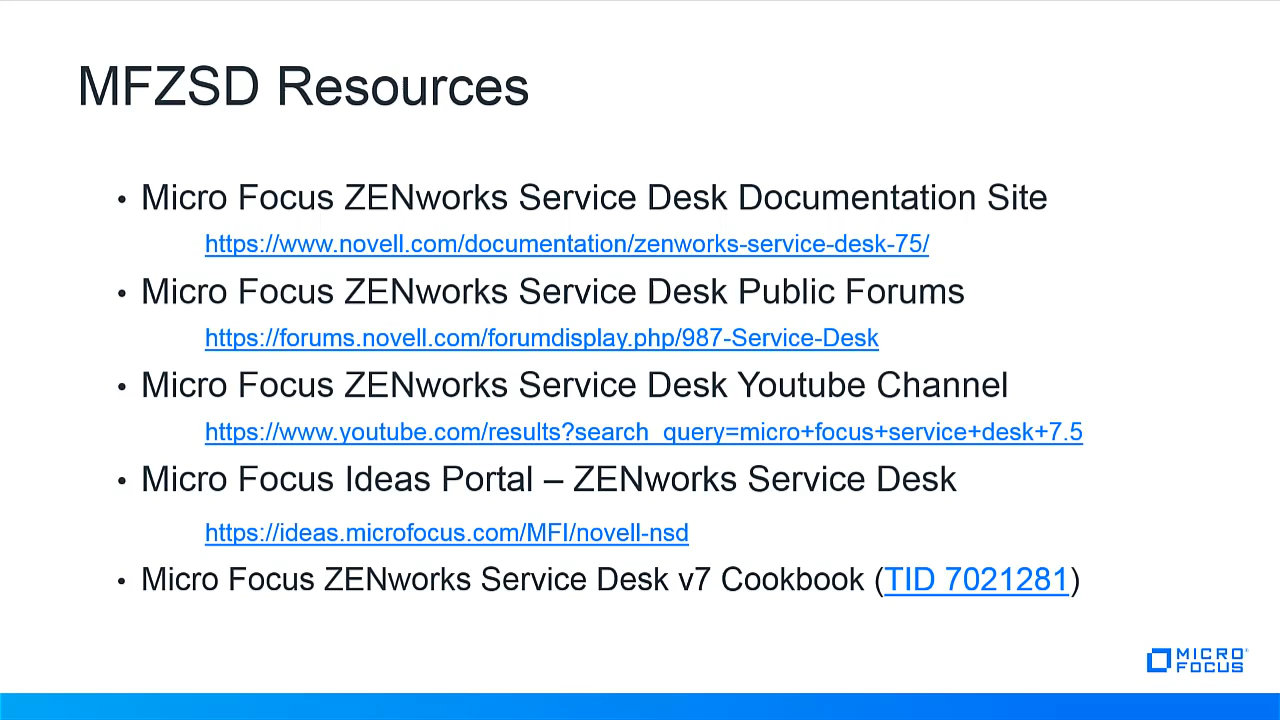 MFZSD Resources
• Micro Focus ZENworks Service Desk Documentation Site
https://www.novell.com/documentation/zenworks-service-desk-75/
• Micro Focus ZENworks Service Desk Public Forums
https://forums.novell.com/forumdisplay.php/987-Service-Desk
• Micro Focus ZENworks Service Desk Youtube Channel
https://www.youtube.com/results?search_query=micro+focus+service+desk+7.5
• Micro Focus Ideas Portal – ZENworks Service Desk
https://ideas.microfocus.com/MFI/novell-nsd
• Micro Focus ZENworks Service Desk v7 Cookbook (TID 7021281)
MICRO
FOCUS